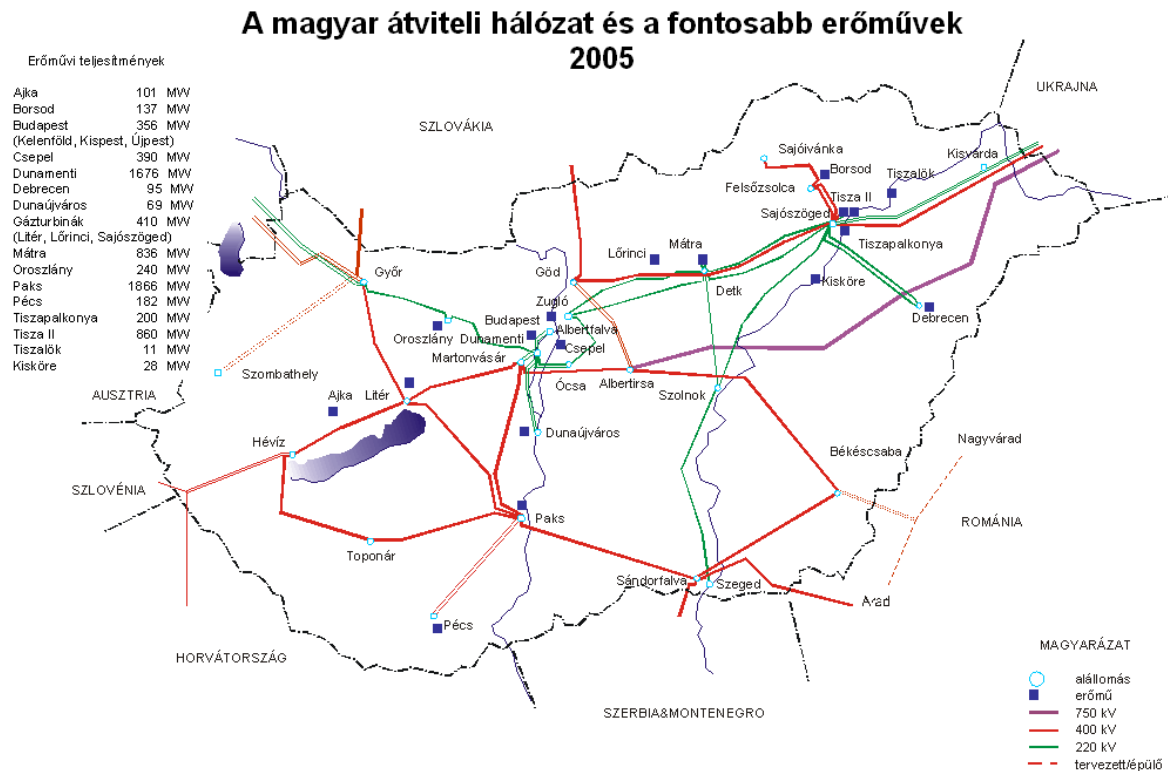 A magyar átviteli hálózat és a fontosabb erőművek
2005
Erőművi teljesítmények
Ajka 101 MW
Borsod 137 MW
Budapest 356 MW
(Kelenföld, Kispest, Újpest)
Csepel 390 MW
Dunamenti 1676 MW
Debrecen 95 MW
Dunaújváros 69 MW
Gázturbinák 410 MW
(Litér, Lőrinci, Sajószöged)
Mátra 836 MW
Oroszlány 240 MW
Paks 1866 MW
Pécs 182 MW
Tiszapalkonya 200 MW
Tisza II 860 MW
Tiszalök 11 MW
Kisköre 28 MW
UKRAJNA
SZLOVÁKIA
Sajóivánka
Kisvárda
Borsod
Tiszalök
Felsőzsolca
Tisza II
Sajószöged
Tiszapalkonya
Lőrinci
Mátra
Győr
Göd
Detk
Kisköre
Zugló
Debrecen
Budapest
Albertfalva
Oroszlány
Dunamenti
Csepel
Martonvásár
Szombathely
Ócsa
Albertirsa
Szolnok
AUSZTRIA
Ajka
Litér
Dunaújváros
Hévíz
Nagyvárad
Békéscsaba
SZLOVÉNIA
Paks
ROMÁNIA
Toponár
Sándorfalva
Szeged
Arad
Pécs
HORVÁTORSZÁG
SZERBIA&MONTENEGRO
MAGYARÁZAT
alállomás
erőmű
750 kV
400 kV
220 kV
tervezett/épülő